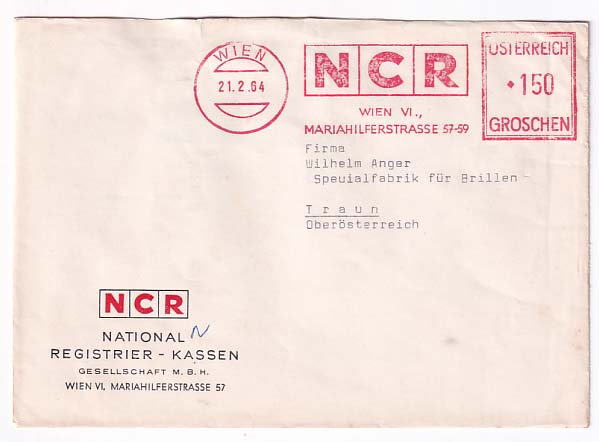 WIEN
21.2.64
NCR
WIEN VI.,
MARIAHILFERSTRASSE 57-59
ÖSTERREICH
150
GROSCHEN
Firma
Wilhelm Anger
Speuialfabrik für Brillen
Traun
Oberösterreich
NCR
NATIONAL
REGISTRIER - KASSEN
GESELLSCHAFT M. B. H.
WIEN VI, MARIAHILFERSTRASSE 57